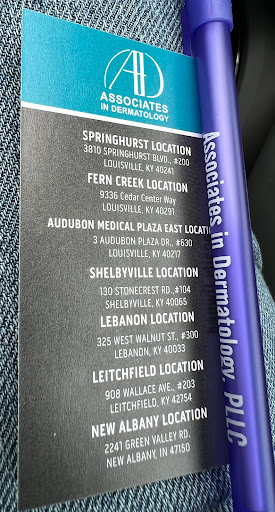 AD
ASSOCIATES
IN DERMATOLOGY
SPRINGHURST LOCATION
3810 SPRINGHURST BLVD., #200
LOUISVILLE, KY 40241
FERN CREEK LOCATION
9336 Cedar Center Way
LOUISVILLE, KY 40291
AUDUBON MEDICAL PLAZA EAST LOCATI
3 AUDUBON PLAZA DR., #630
LOUISVILLE, KY 40217
SHELBYVILLE LOCATION
130 STONECREST RD.,#104
SHELBYVILLE, KY 40065
LEBANON LOCATION
325 WEST WALNUT ST., #300
LEBANON, KY 40033
LEITCHFIELD LOCATION
908 WALLACE AVE., #203
LEITCHFIELD, KY 42754
NEW ALBANY LOCATION
2241 GREEN VALLEY RD.
NEW ALBANY, IN 47150
Associates in Dermatology, PLLC